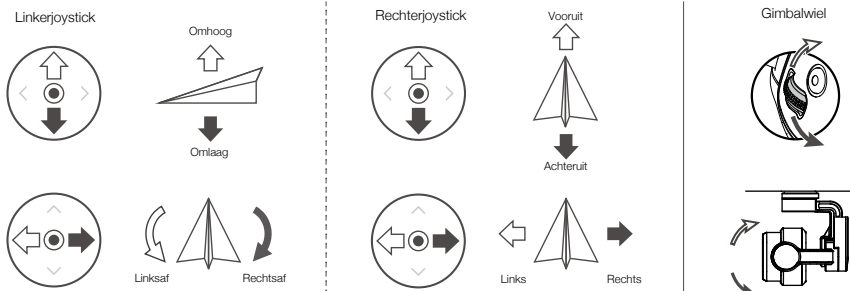 Linkerjoystick
Omhoog
Omlaag
Linksaf
Rechtsaf
Rechterjoystick
Vooruit
Achteruit
Links
Rechts
Gimbalwiel